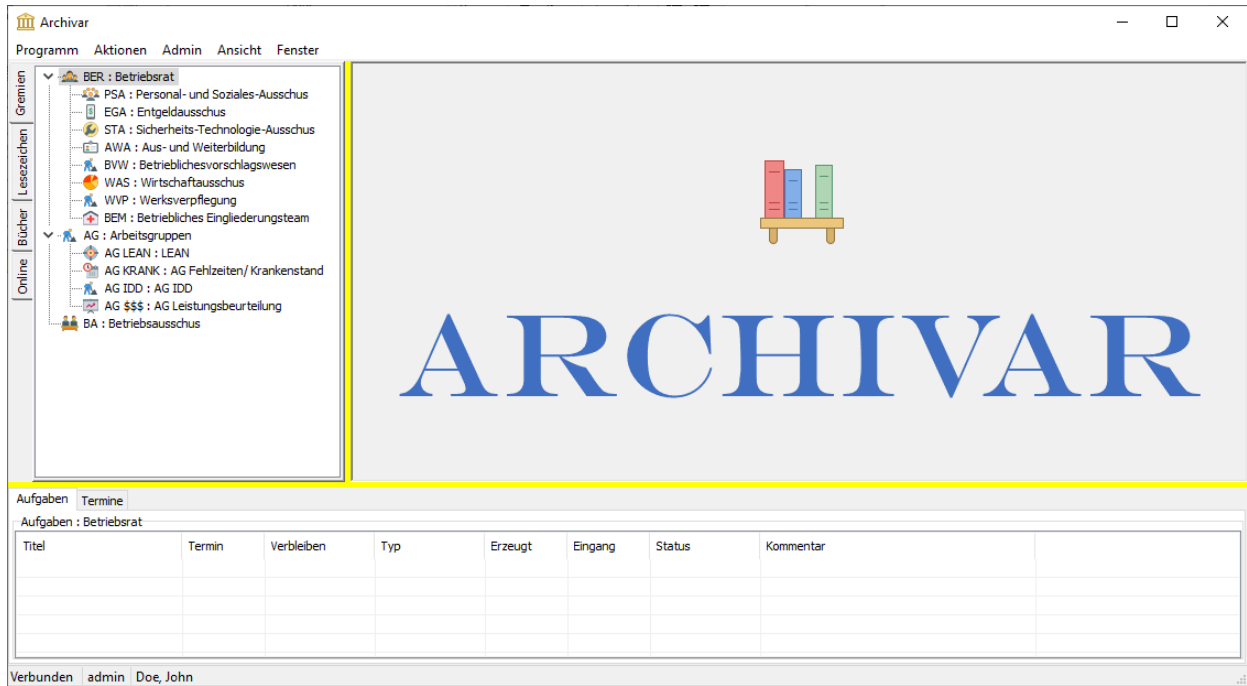 Archivar
Programm Aktionen Admin Ansicht Fenster
Gremien
Lesezeichen
Bücher
Online
BER : Betriebsrat
PSA : Personal- und Soziales-Ausschus
EGA : Entgeldausschus
STA : Sicherheits-Technologie-Ausschus
AWA : Aus- und Weiterbildung
BVW : Betrieblichesvorschlagswesen
WAS : Wirtschaftausschus
WVP : Werksverpflegung
BEM : Betriebliches Eingliederungsteam
AG : Arbeitsgruppen
AG LEAN : LEAN
AG KRANK : AG Fehlzeiten/ Krankenstand
AG IDD : AG IDD
AG $$$ : AG Leistungsbeurteilung
BA : Betriebsausschus
ARCHIVAR
Aufgaben Termine
Aufgaben : Betriebsrat
Titel Termin Verbleiben Typ Erzeugt Eingang Status Kommentar
Verbunden admin Doe, John